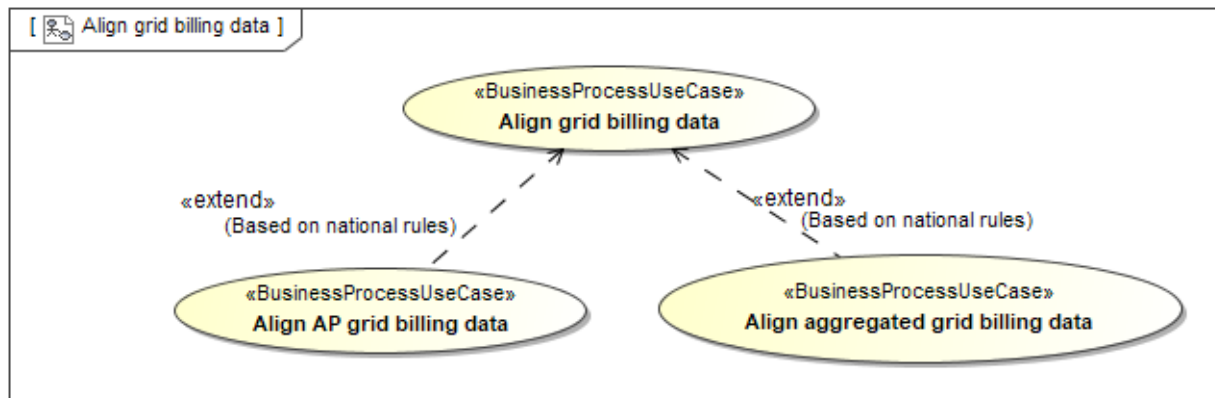 [ Align grid billing data ]
«BusinessProcessUseCase»
Align grid billing data
«extend»
(Based on national rules)
«extend»
(Based on national rules)
«BusinessProcessUseCase»
Align AP grid billing data
«BusinessProcessUseCase»
Align aggregated grid billing data